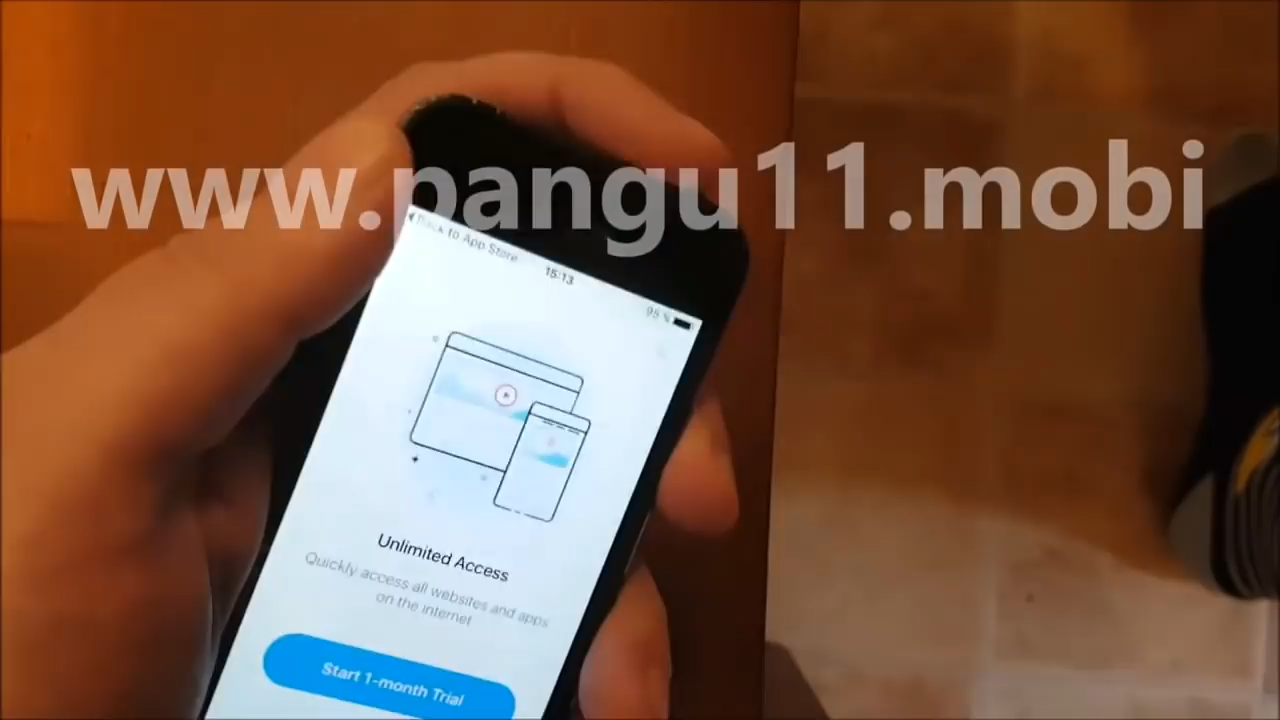 www.pangu11.mobi
Back to App Store
15:13
95 %
Unlimited Access
Quickly access all websites and apps
on the internet
Start 1-month Trial